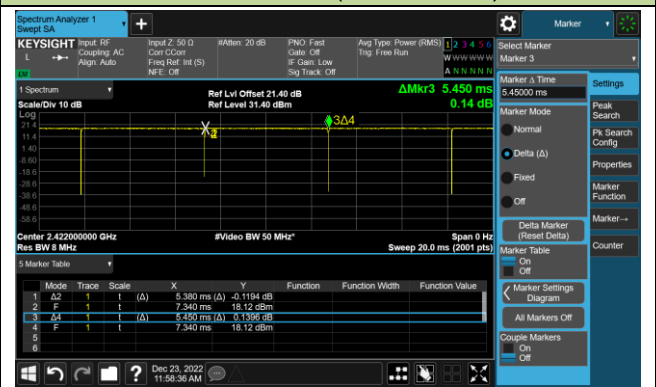 Spectrum Analyzer 1
Swept SA
Marker
KEYSIGHT
L
Input: RF
Coupling: AC
Align: Auto
Input Z: 50 Ω
Corr CCorr
Freq Ref: Int (S)
NFE: Off
#Atten: 20 dB
PNO: Fast
Gate: Off
IF Gain: Low
Sig Track: Off
Avg Type: Power (RMS)
Trig: Free Run
1 2 3 4 5 6
W W W W W W
A N N N N N
Select Marker
Marker 3
1 Spectrum
Scale/Div 10 dB
Log
Ref Lvl Offset 21.40 dB
Ref Level 31.40 dBm
ΔMkr3 5.450 ms
0.14 dB
21.4
11.4
1.40
-8.60
-18.6
-28.6
-38.6
-48.6
-58.6
3Δ4
Center 2.422000000 GHz
Res BW 8 MHz
#Video BW 50 MHz*
Span 0 Hz
Sweep 20.0 ms (2001 pts)
5 Marker Table
Mode Trace Scale X Y Function Function Width Function Value
1 Δ2 1 t (Δ) 5.380 ms (Δ) -0.1194 dB
2 F 1 t 7.340 ms 18.12 dBm
3 Δ4 1 t (Δ) 5.450 ms (Δ) 0.1396 dB
4 F 1 t 7.340 ms 18.12 dBm
5
6
Marker Δ Time
5.45000 ms
Marker Mode
Normal
Delta (Δ)
Fixed
Off
Delta Marker
(Reset Delta)
Marker Table
On
Off
Marker Settings
Diagram
All Markers Off
Couple Markers
On
Off
Settings
Peak
Search
Pk Search
Config
Properties
Marker
Function
Marker→
Counter
Dec 23, 2022
11:58:36 AM